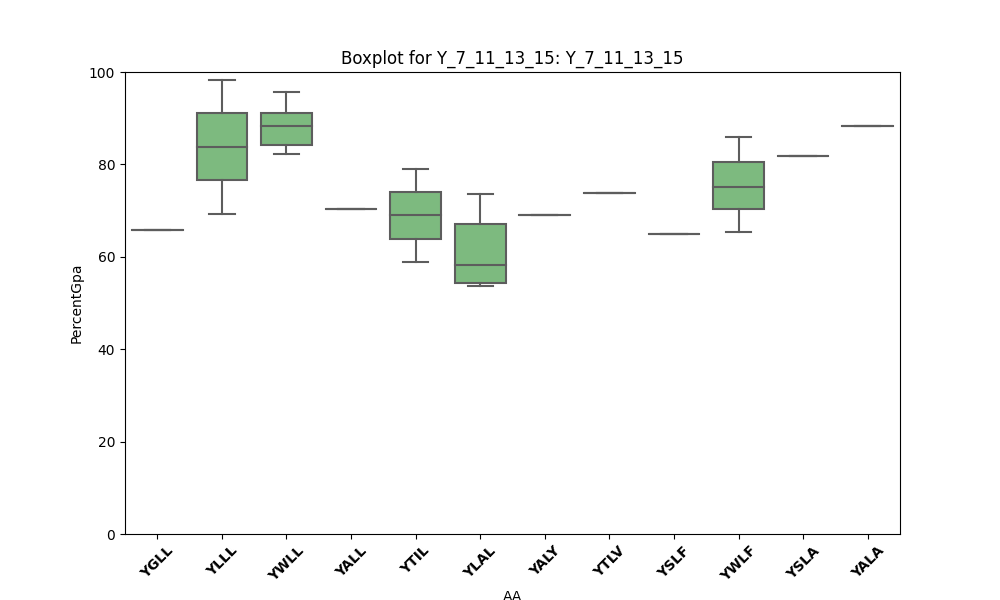 Boxplot for Y_7_11_13_15: Y_7_11_13_15
100
80
60
40
20
0
PercentGpa
YGLL YLLL YWLL YALL YTIL YLAL YALY YTLV YSLF YWLF YSLA YALA
AA